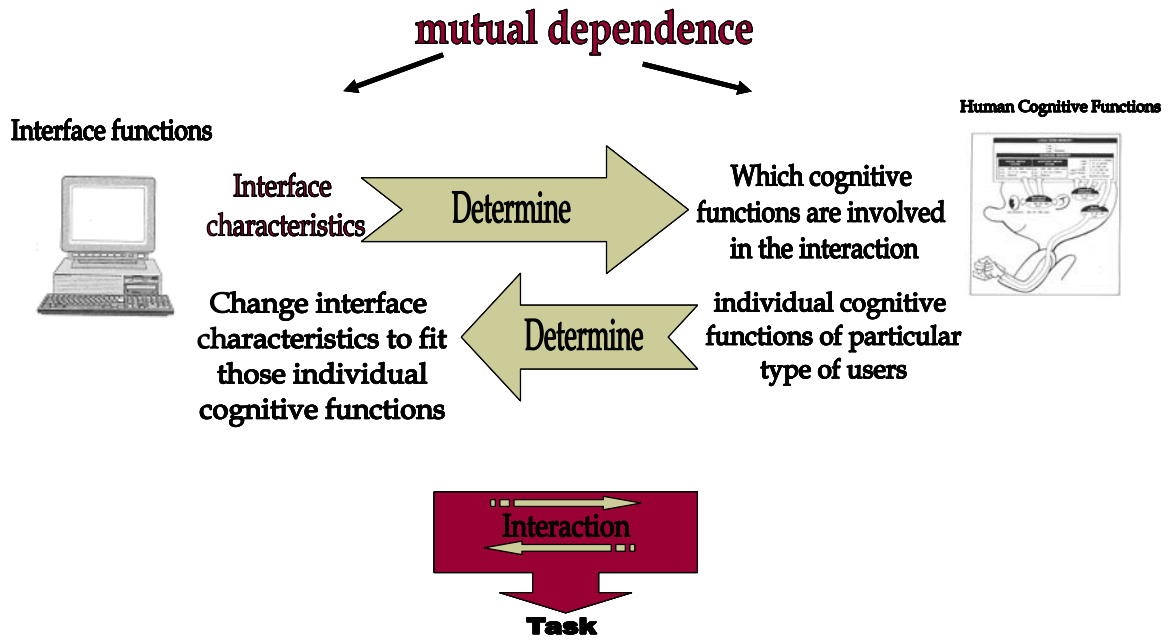 mutual dependence
Interface functions
Human Cognitive Functions
Interface
characteristics
Determine
Which cognitive
functions are involved
in the interaction
Change interface
characteristics to fit
those individual
cognitive functions
Determine
individual cognitive
functions of particular
type of users
Interaction
Task